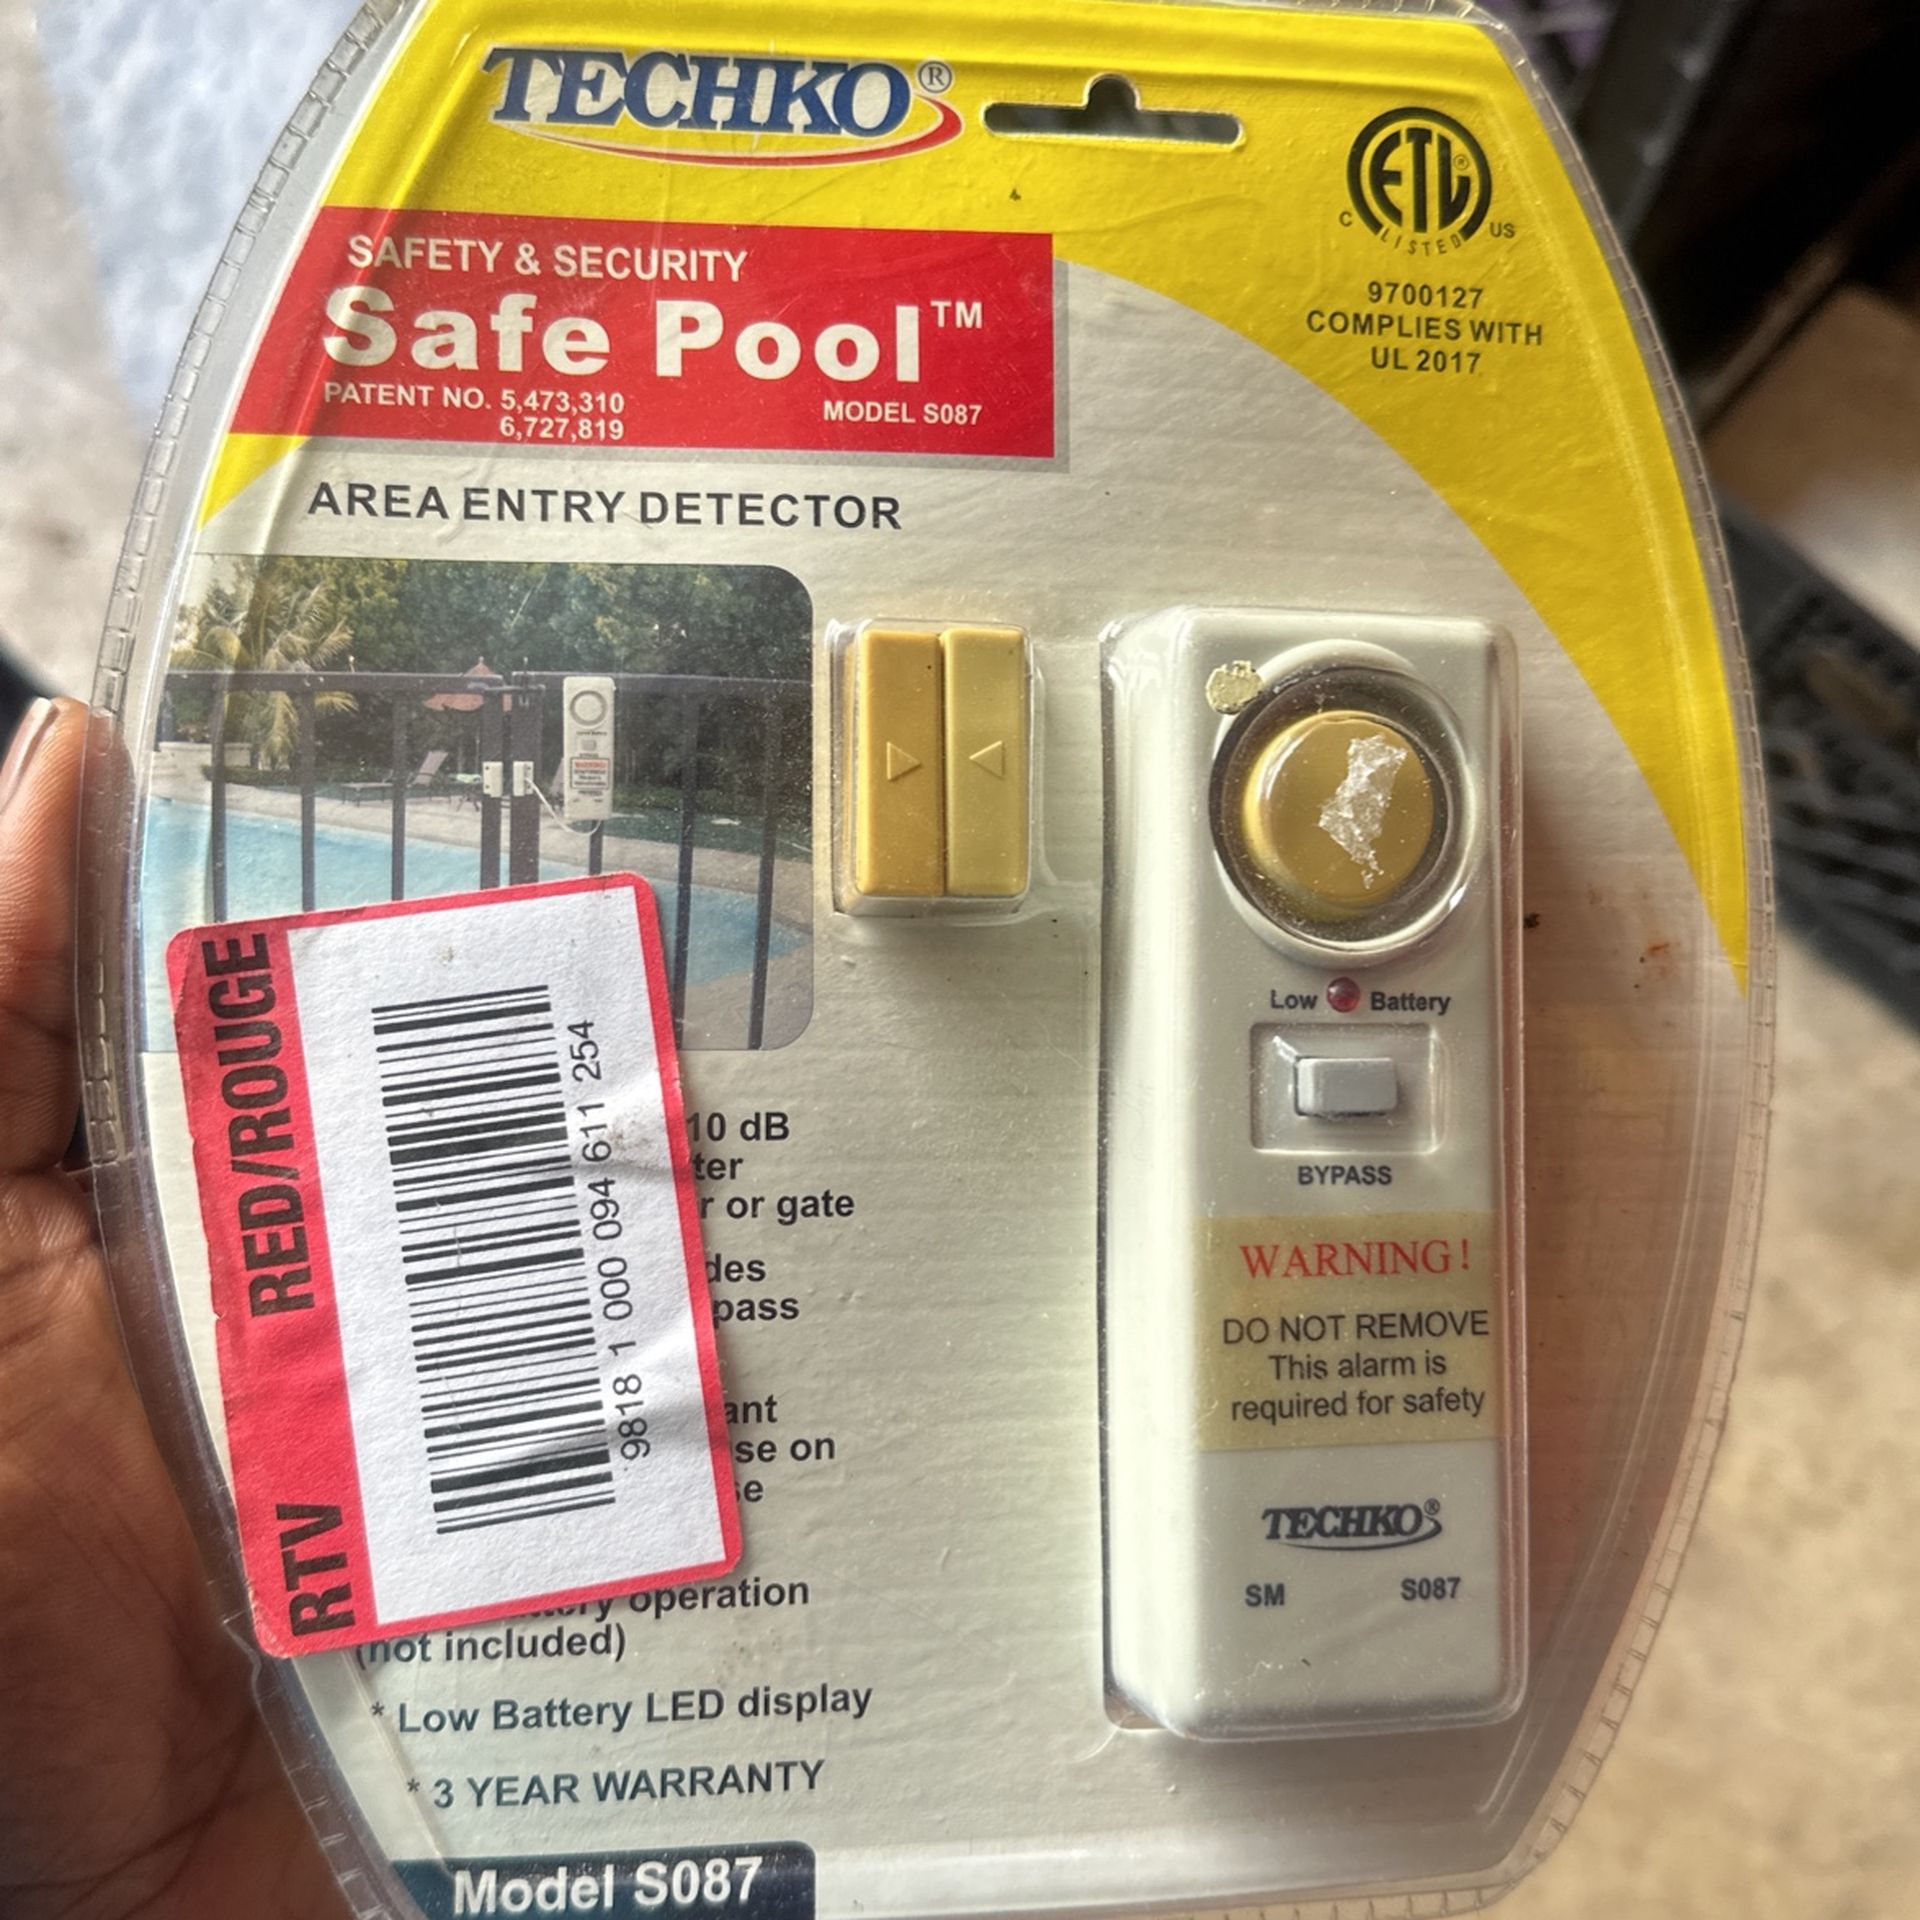 TECHKO®
ETL®
C LISTED US
9700127
COMPLIES WITH
UL 2017
SAFETY & SECURITY
Safe Pool™
PATENT NO. 5,473,310
6,727,819
MODEL S087
AREA ENTRY DETECTOR
WARNING!
Low Battery
BYPASS
WARNING!
DO NOT REMOVE
This alarm is
required for safety
TECHKO®
SM S087
RTV RED/ROUGE
9818 1 000 094 611 254
10 dB
or gate
operation
(not included)
* Low Battery LED display
* 3 YEAR WARRANTY
Model S087